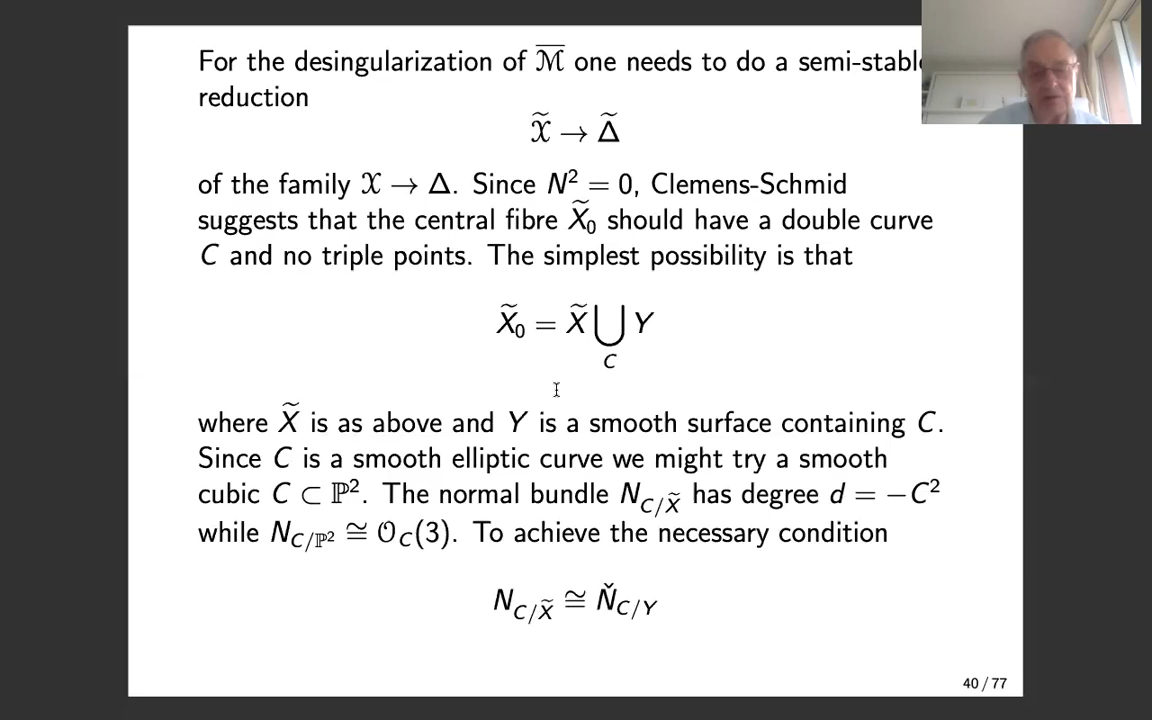 For the desingularization of $\overline{\mathcal{M}}$ one needs to do a semi-stable
reduction
$\widetilde{\mathcal{X}} \to \widetilde{\Delta}$
of the family $\mathcal{X} \to \Delta$. Since $N^2 = 0$, Clemens-Schmid
suggests that the central fibre $\widetilde{X}_0$ should have a double curve
$C$ and no triple points. The simplest possibility is that
$\widetilde{X}_0 = \widetilde{X} \bigcup_{C} Y$
where $\widetilde{X}$ is as above and $Y$ is a smooth surface containing $C$.
Since $C$ is a smooth elliptic curve we might try a smooth
cubic $C \subset \mathbb{P}^2$. The normal bundle $N_{C/\widetilde{X}}$ has degree $d = -C^2$
while $N_{C/\mathbb{P}^2} \cong \mathcal{O}_C(3)$. To achieve the necessary condition
$N_{C/\widetilde{X}} \cong \check{N}_{C/Y}$
40 / 77